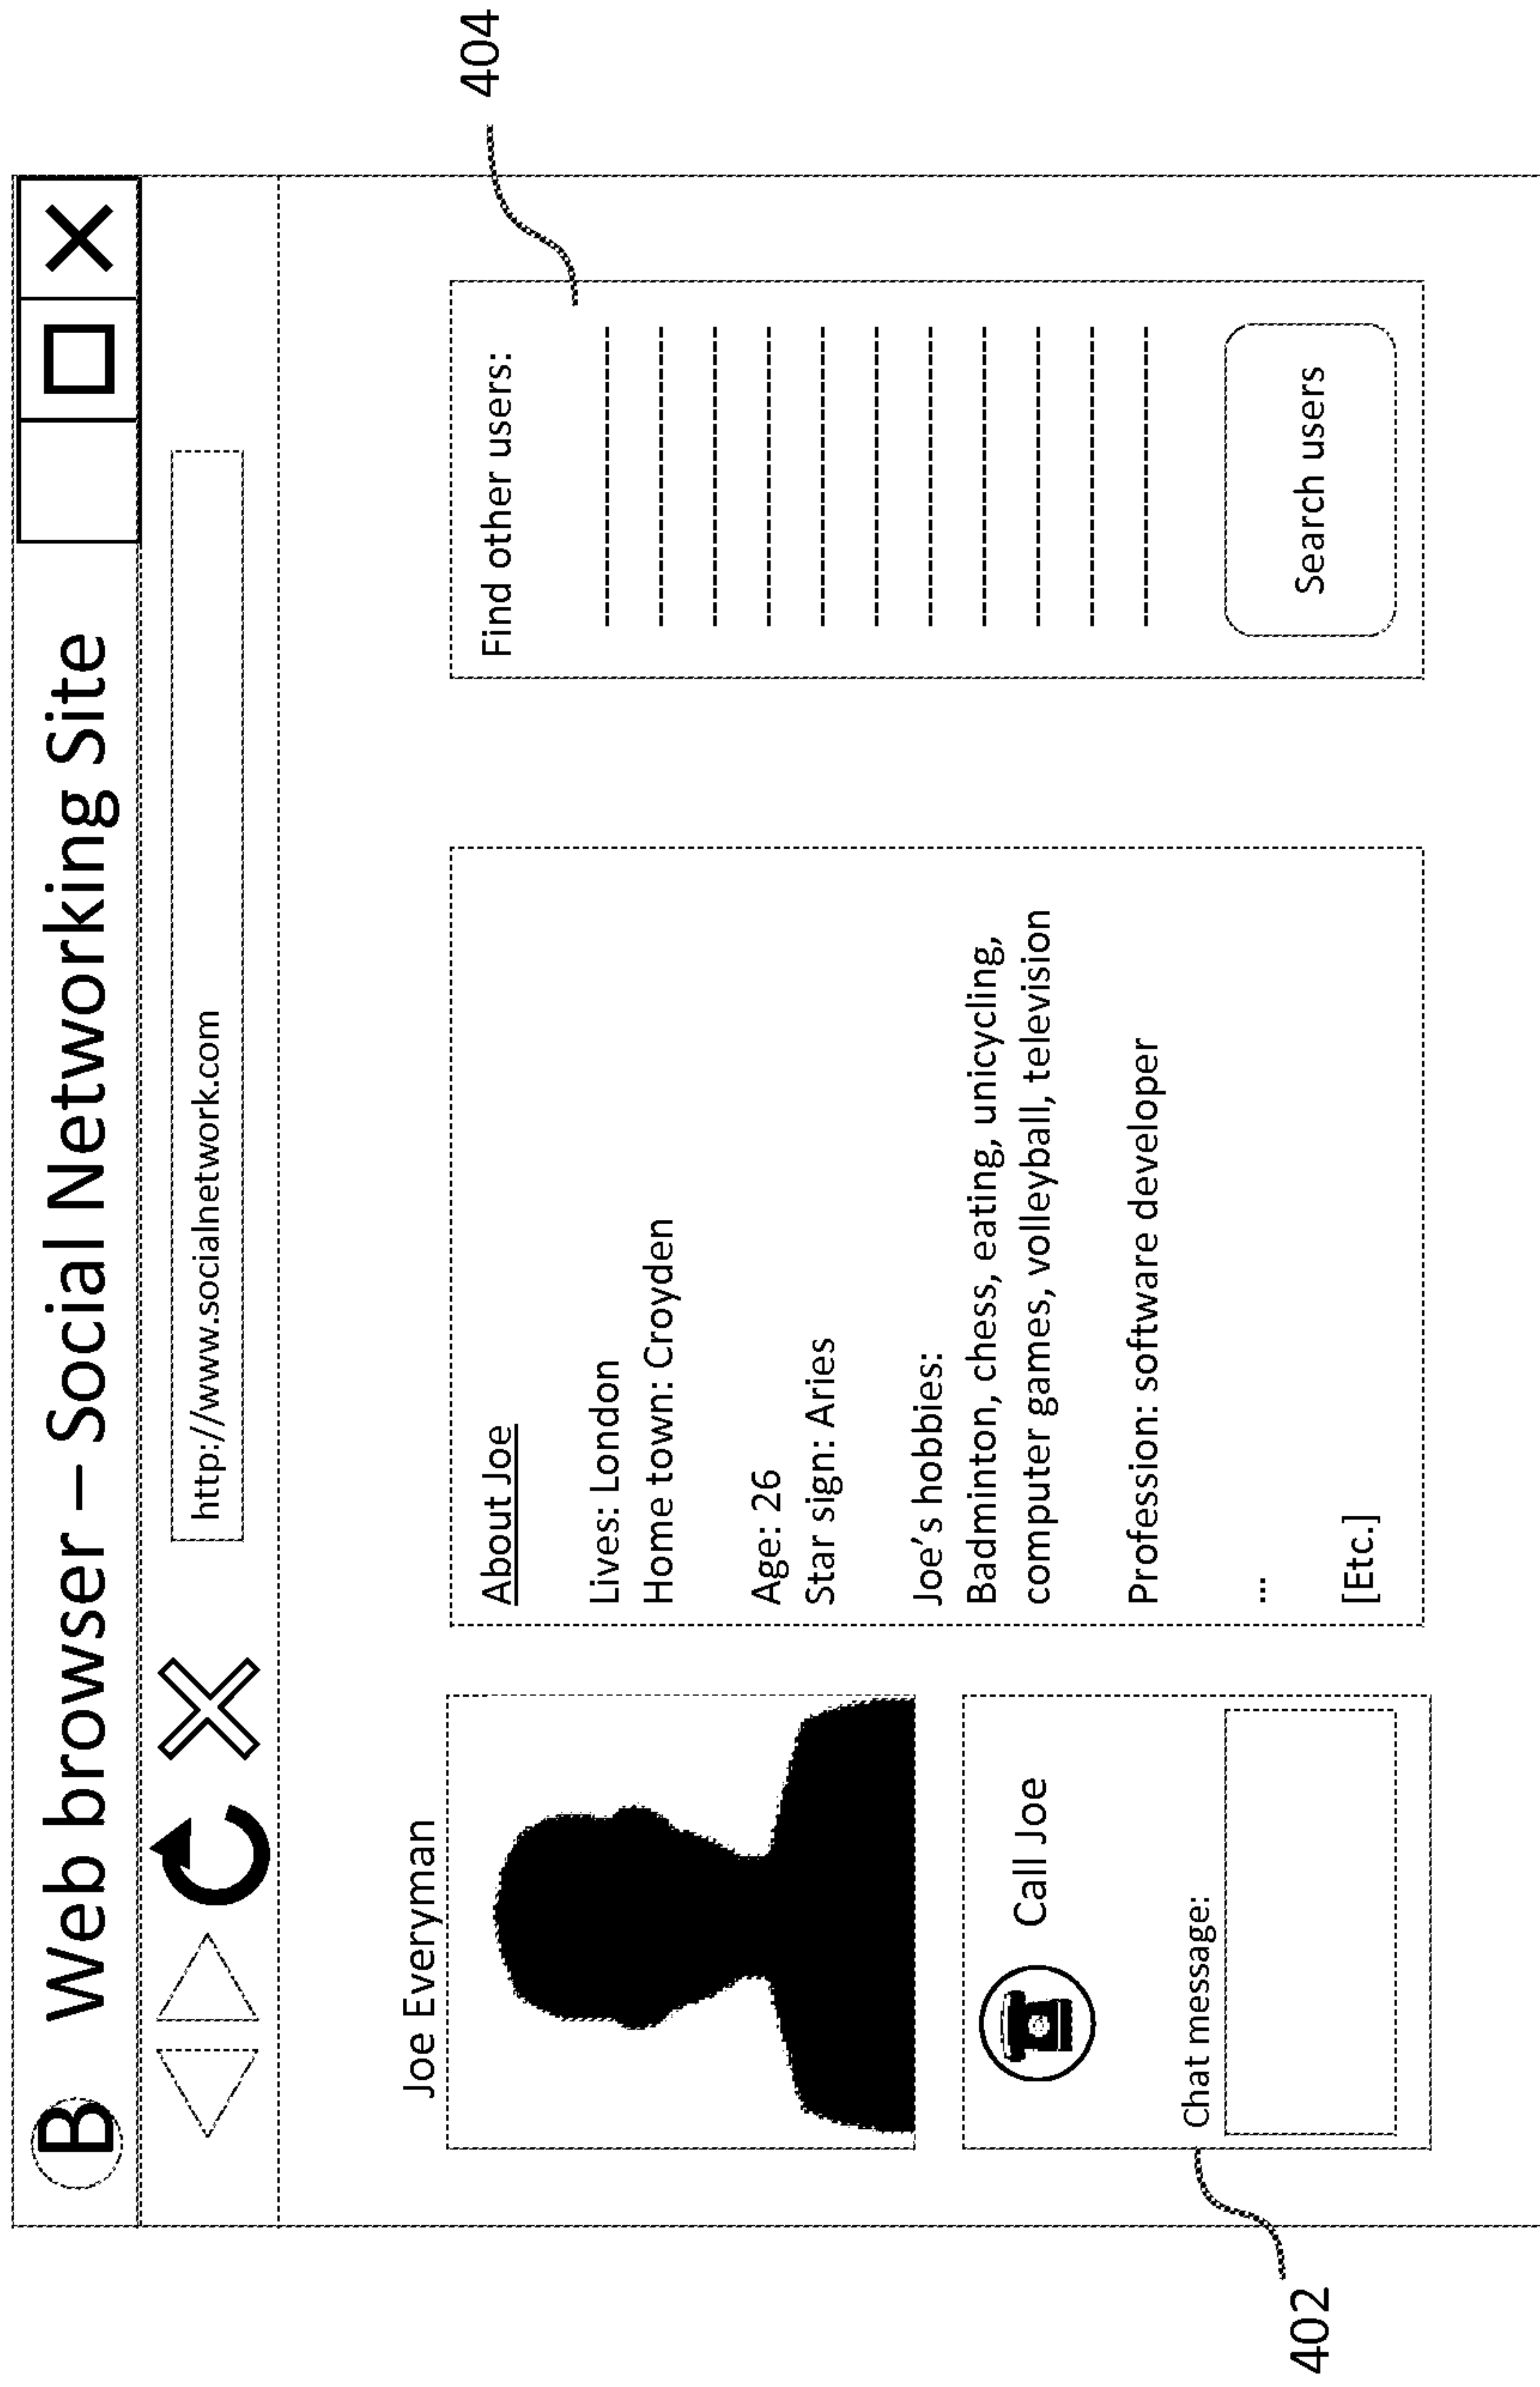 B Web browser – Social Networking Site
http://www.socialnetwork.com
Joe Everyman
Call Joe
Chat message:
402
About Joe
Lives: London
Home town: Croyden
Age: 26
Star sign: Aries
Joe's hobbies:
Badminton, chess, eating, unicycling,
computer games, volleyball, television
Profession: software developer
...
[Etc.]
404
Find other users:
Search users